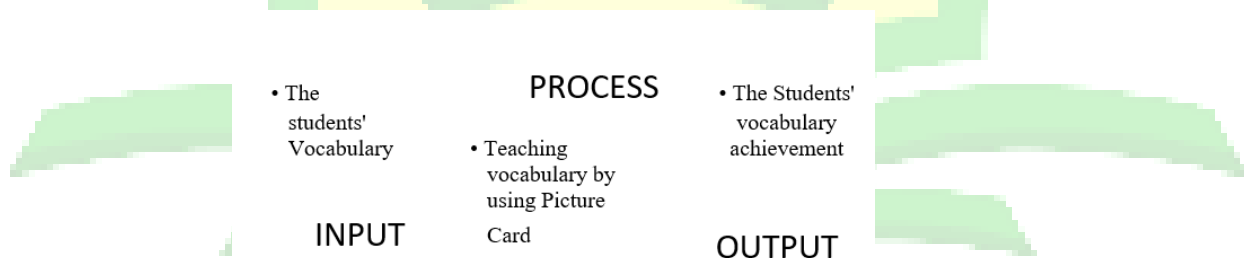 • The
students'
Vocabulary
INPUT
PROCESS
• Teaching
vocabulary by
using Picture
Card
• The Students'
vocabulary
achievement
OUTPUT